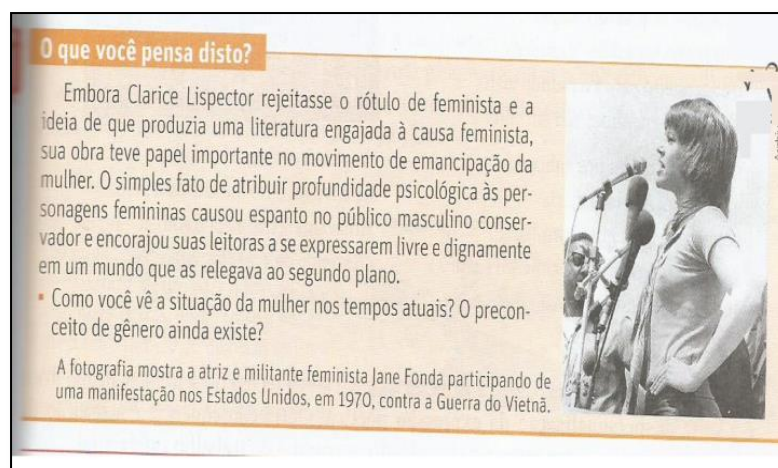 O que você pensa disto?
Embora Clarice Lispector rejeitasse o rótulo de feminista e a
ideia de que produzia uma literatura engajada à causa feminista,
sua obra teve papel importante no movimento de emancipação da
mulher. O simples fato de atribuir profundidade psicológica às per-
sonagens femininas causou espanto no público masculino conser-
vador e encorajou suas leitoras a se expressarem livre e dignamente
em um mundo que as relegava ao segundo plano.
• Como você vê a situação da mulher nos tempos atuais? O precon-
ceito de gênero ainda existe?
A fotografia mostra a atriz e militante feminista Jane Fonda participando de
uma manifestação nos Estados Unidos, em 1970, contra a Guerra do Vietnã.